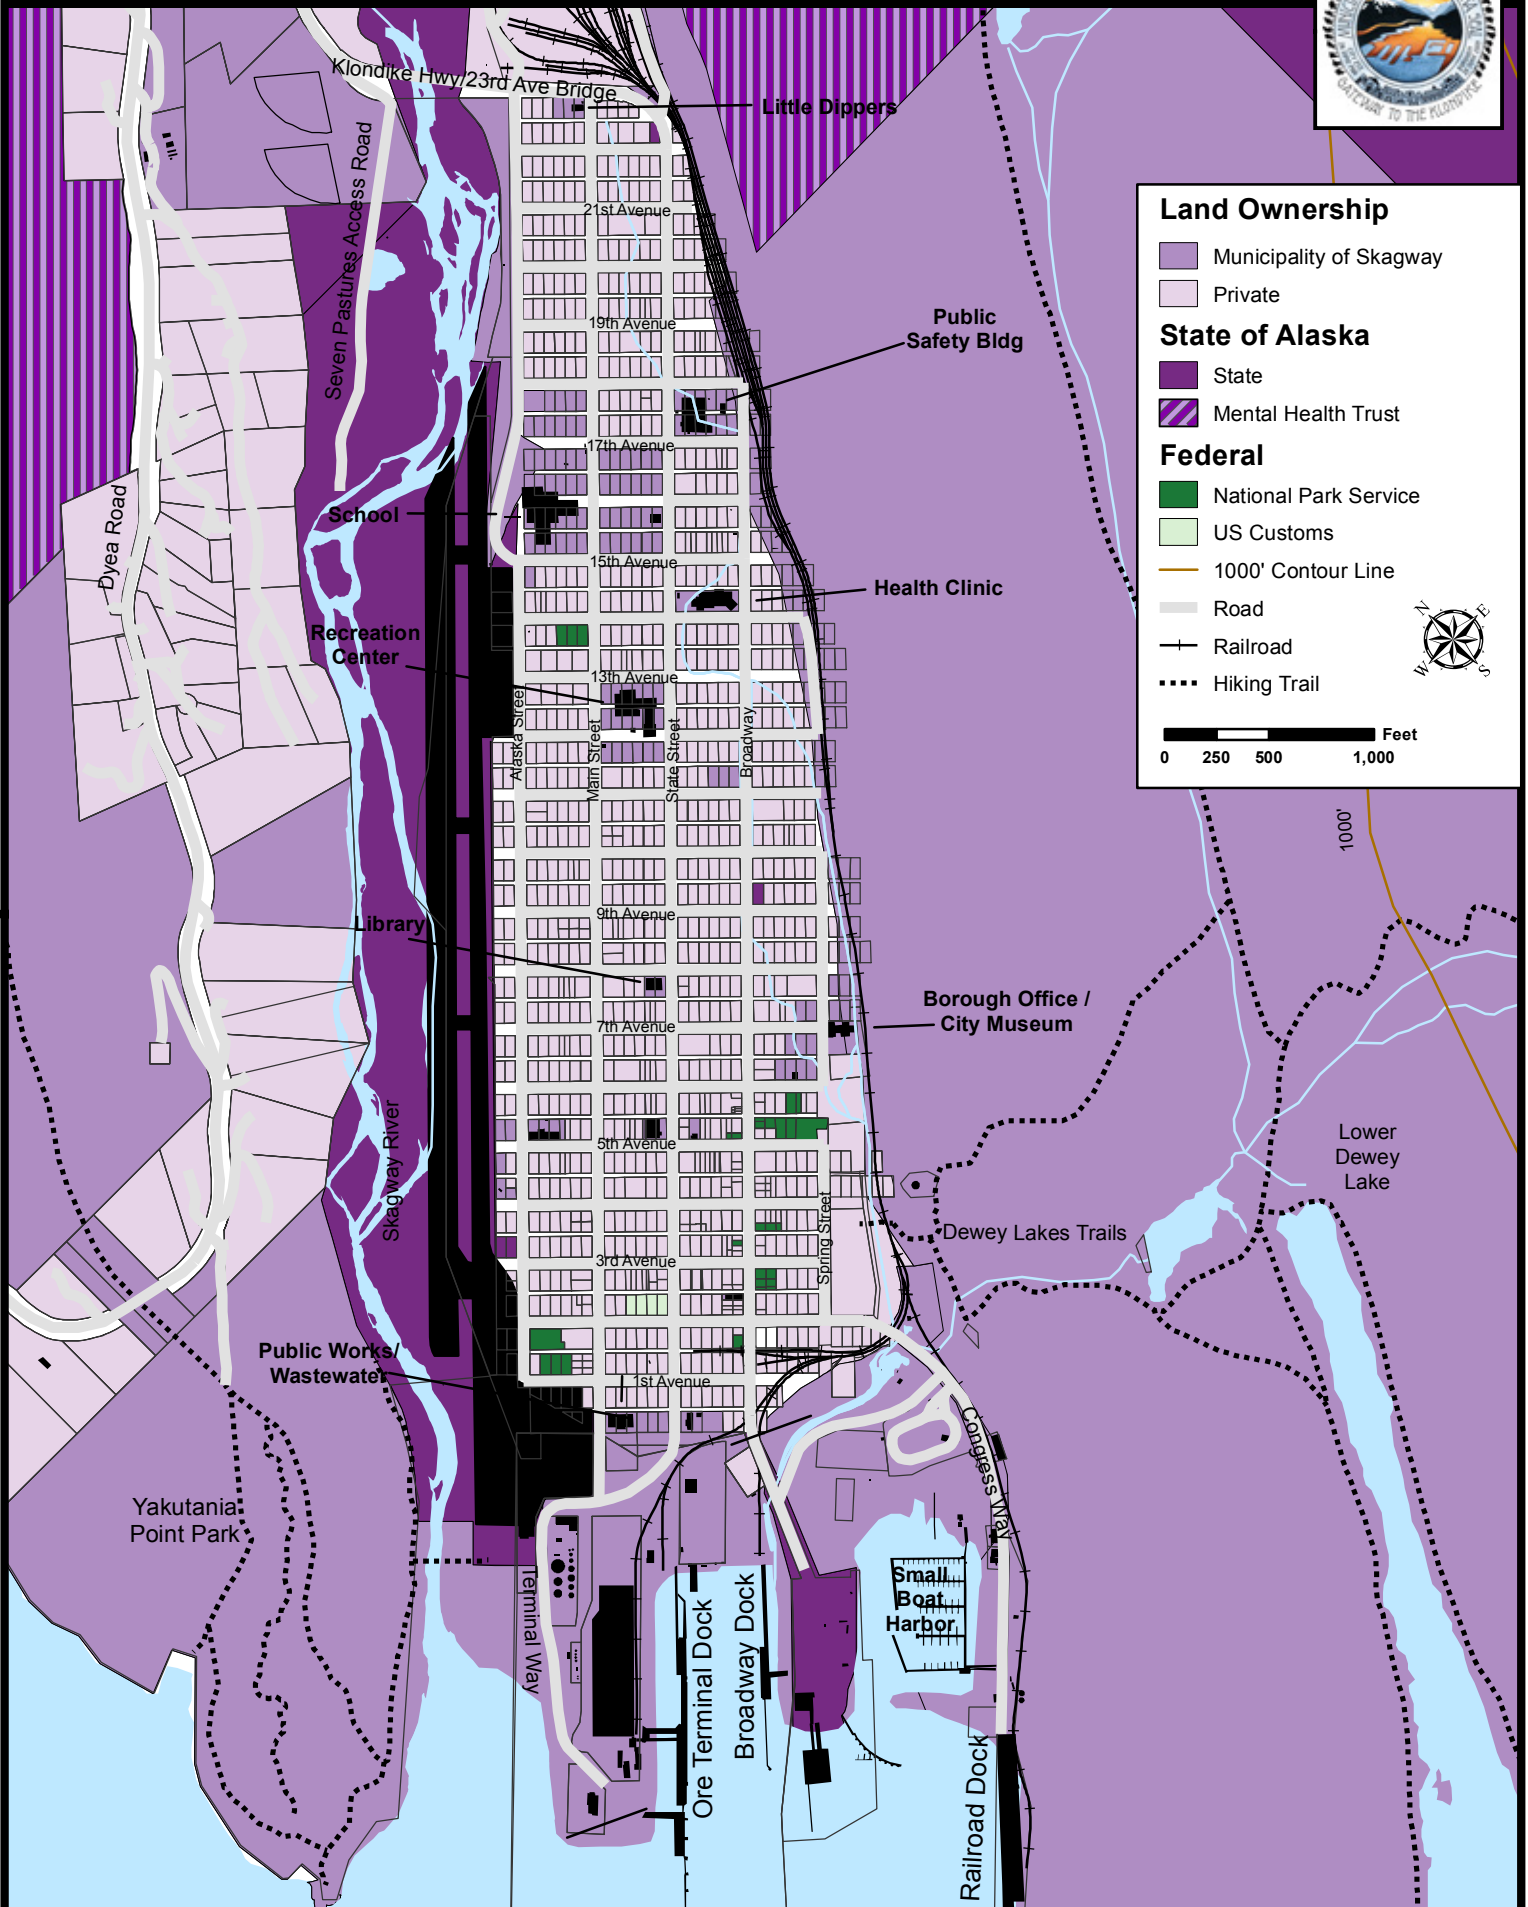 GATEWAY TO THE KLONDIKE
Klondike Hwy/23rd Ave Bridge
Little Dippers
Seven Pastures Access Road
21st Avenue
19th Avenue
Public
Safety Bldg
17th Avenue
School
Dyea Road
15th Avenue
Health Clinic
Recreation
Center
13th Avenue
Alaska Street
Main Street
State Street
Broadway
Library
9th Avenue
Borough Office /
City Museum
7th Avenue
Skagway River
5th Avenue
Spring Street
3rd Avenue
Dewey Lakes Trails
Lower
Dewey
Lake
1000'
Public Works/
Wastewater
1st Avenue
Congress Way
Yakutania
Point Park
Terminal Way
Ore Terminal Dock
Broadway Dock
Small
Boat
Harbor
Railroad Dock
Land Ownership
Municipality of Skagway
Private
State of Alaska
State
Mental Health Trust
Federal
National Park Service
US Customs
1000' Contour Line
Road
Railroad
Hiking Trail
N
E
W
S
Feet
0 250 500 1,000